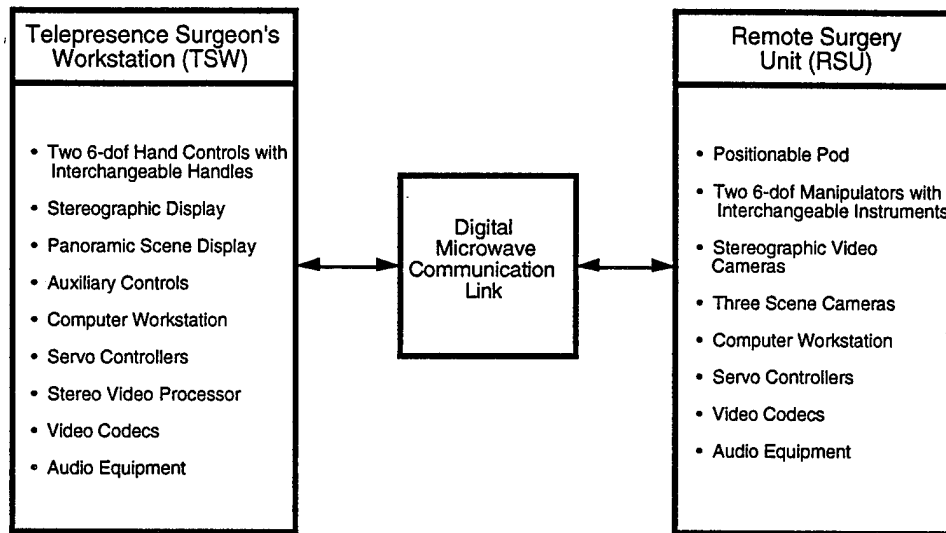 Telepresence Surgeon's
Workstation (TSW)
• Two 6-dof Hand Controls with
Interchangeable Handles
• Stereographic Display
• Panoramic Scene Display
• Auxiliary Controls
• Computer Workstation
• Servo Controllers
• Stereo Video Processor
• Video Codecs
• Audio Equipment
Digital
Microwave
Communication
Link
Remote Surgery
Unit (RSU)
• Positionable Pod
• Two 6-dof Manipulators with
Interchangeable Instruments
• Stereographic Video
Cameras
• Three Scene Cameras
• Computer Workstation
• Servo Controllers
• Video Codecs
• Audio Equipment